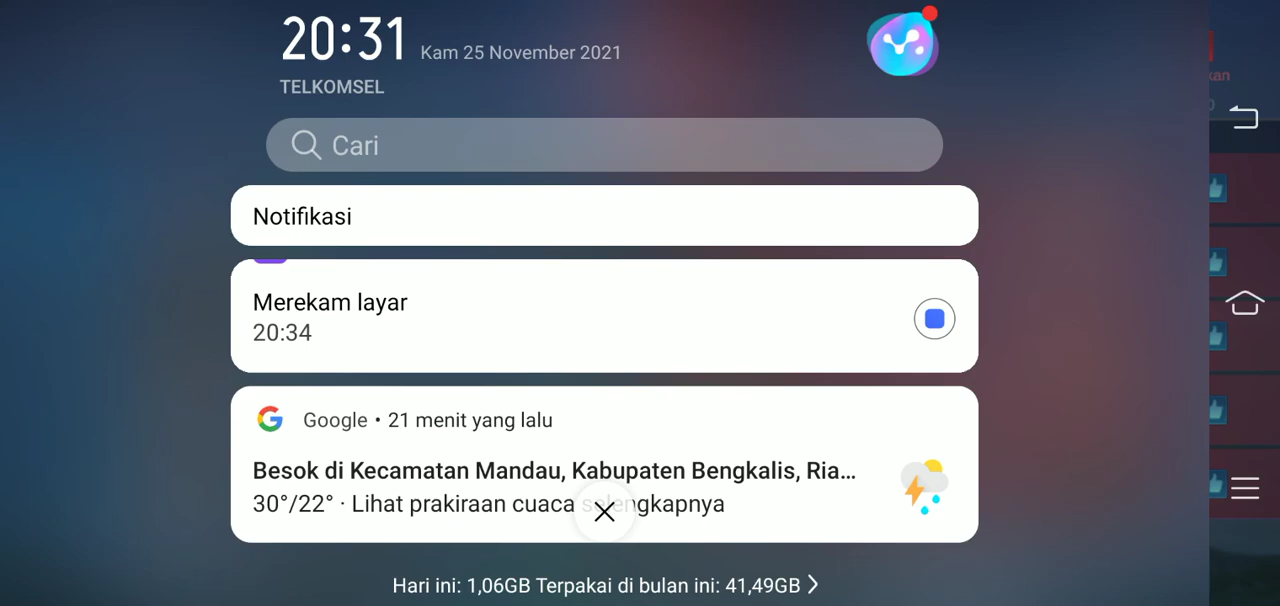 20:31 Kam 25 November 2021
TELKOMSEL
Cari
Notifikasi
Merekam layar
20:34
Google • 21 menit yang lalu
Besok di Kecamatan Mandau, Kabupaten Bengkalis, Ria...
30°/22° · Lihat prakiraan cuaca selengkapnya
Hari ini: 1,06GB Terpakai di bulan ini: 41,49GB